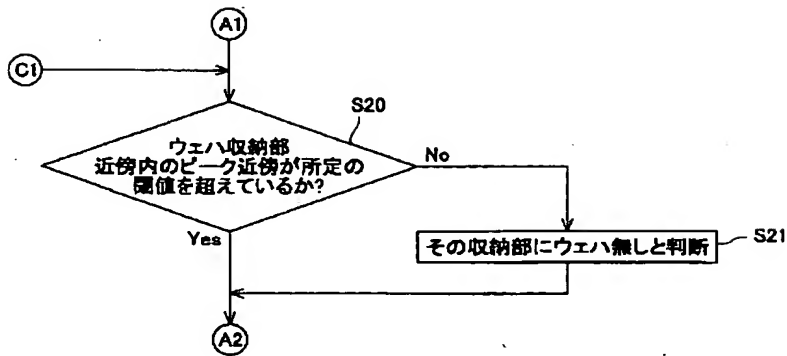 A1
C1
S20
ウェハ収納部
近傍内のピーク近傍が所定の
閾値を超えているか?
No
Yes
その収納部にウェハ無しと判断
S21
A2